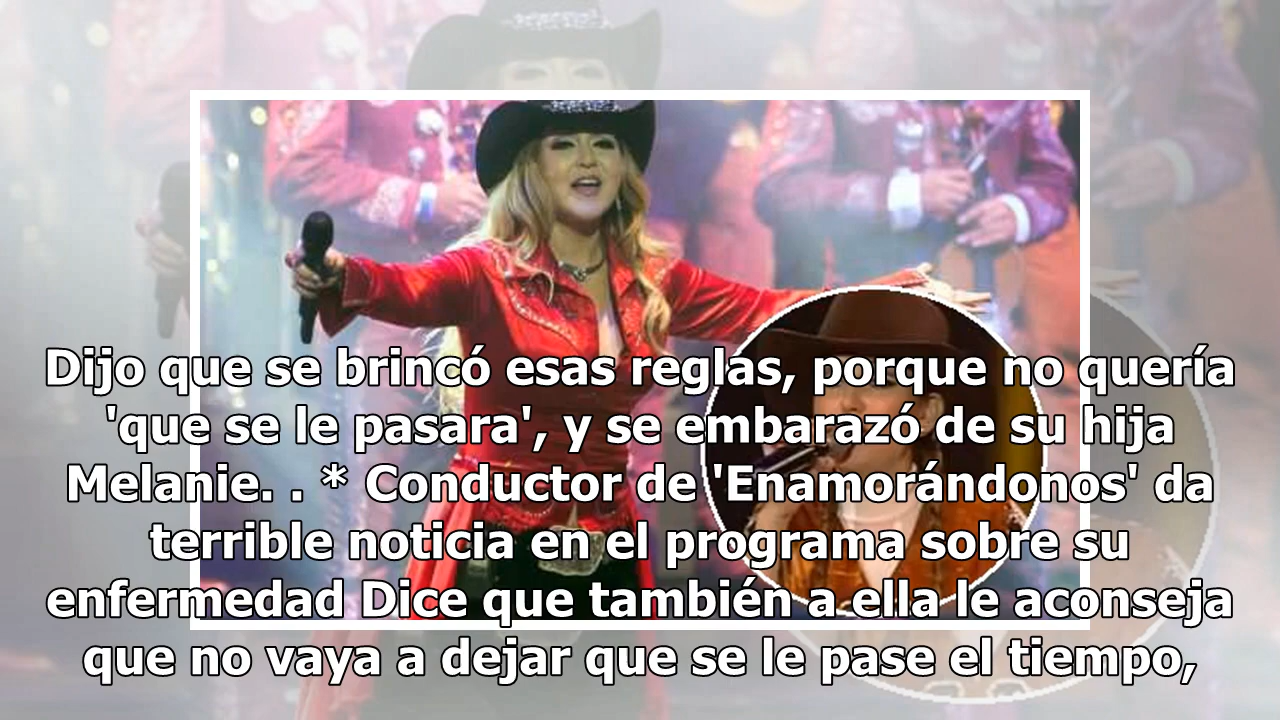 Dijo que se brincó esas reglas, porque no quería
'que se le pasara', y se embarazó de su hija
Melanie. . * Conductor de 'Enamorándonos' da
terrible noticia en el programa sobre su
enfermedad Dice que también a ella le aconseja
que no vaya a dejar que se le pase el tiempo,